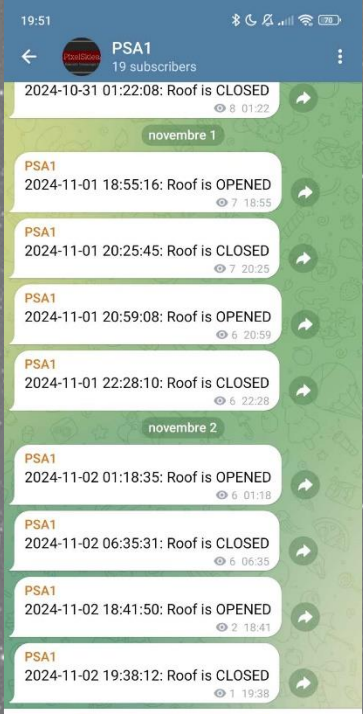 19:51
70
PixelSkies
PSA1
19 subscribers
2024-10-31 01:22:08: Roof is CLOSED
8 01:22
novembre 1
PSA1
2024-11-01 18:55:16: Roof is OPENED
7 18:55
PSA1
2024-11-01 20:25:45: Roof is CLOSED
7 20:25
PSA1
2024-11-01 20:59:08: Roof is OPENED
6 20:59
PSA1
2024-11-01 22:28:10: Roof is CLOSED
6 22:28
novembre 2
PSA1
2024-11-02 01:18:35: Roof is OPENED
6 01:18
PSA1
2024-11-02 06:35:31: Roof is CLOSED
6 06:35
PSA1
2024-11-02 18:41:50: Roof is OPENED
2 18:41
PSA1
2024-11-02 19:38:12: Roof is CLOSED
1 19:38